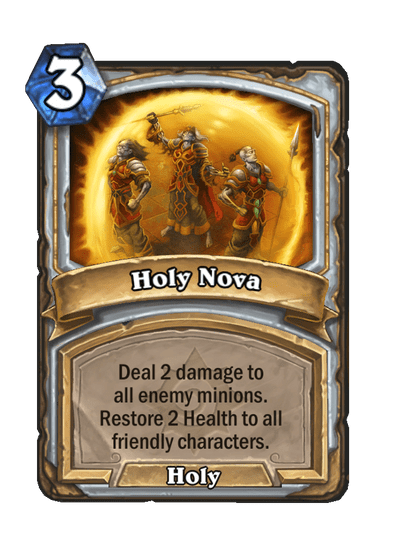 3
Holy Nova
Deal 2 damage to
all enemy minions.
Restore 2 Health to all
friendly characters.
Holy